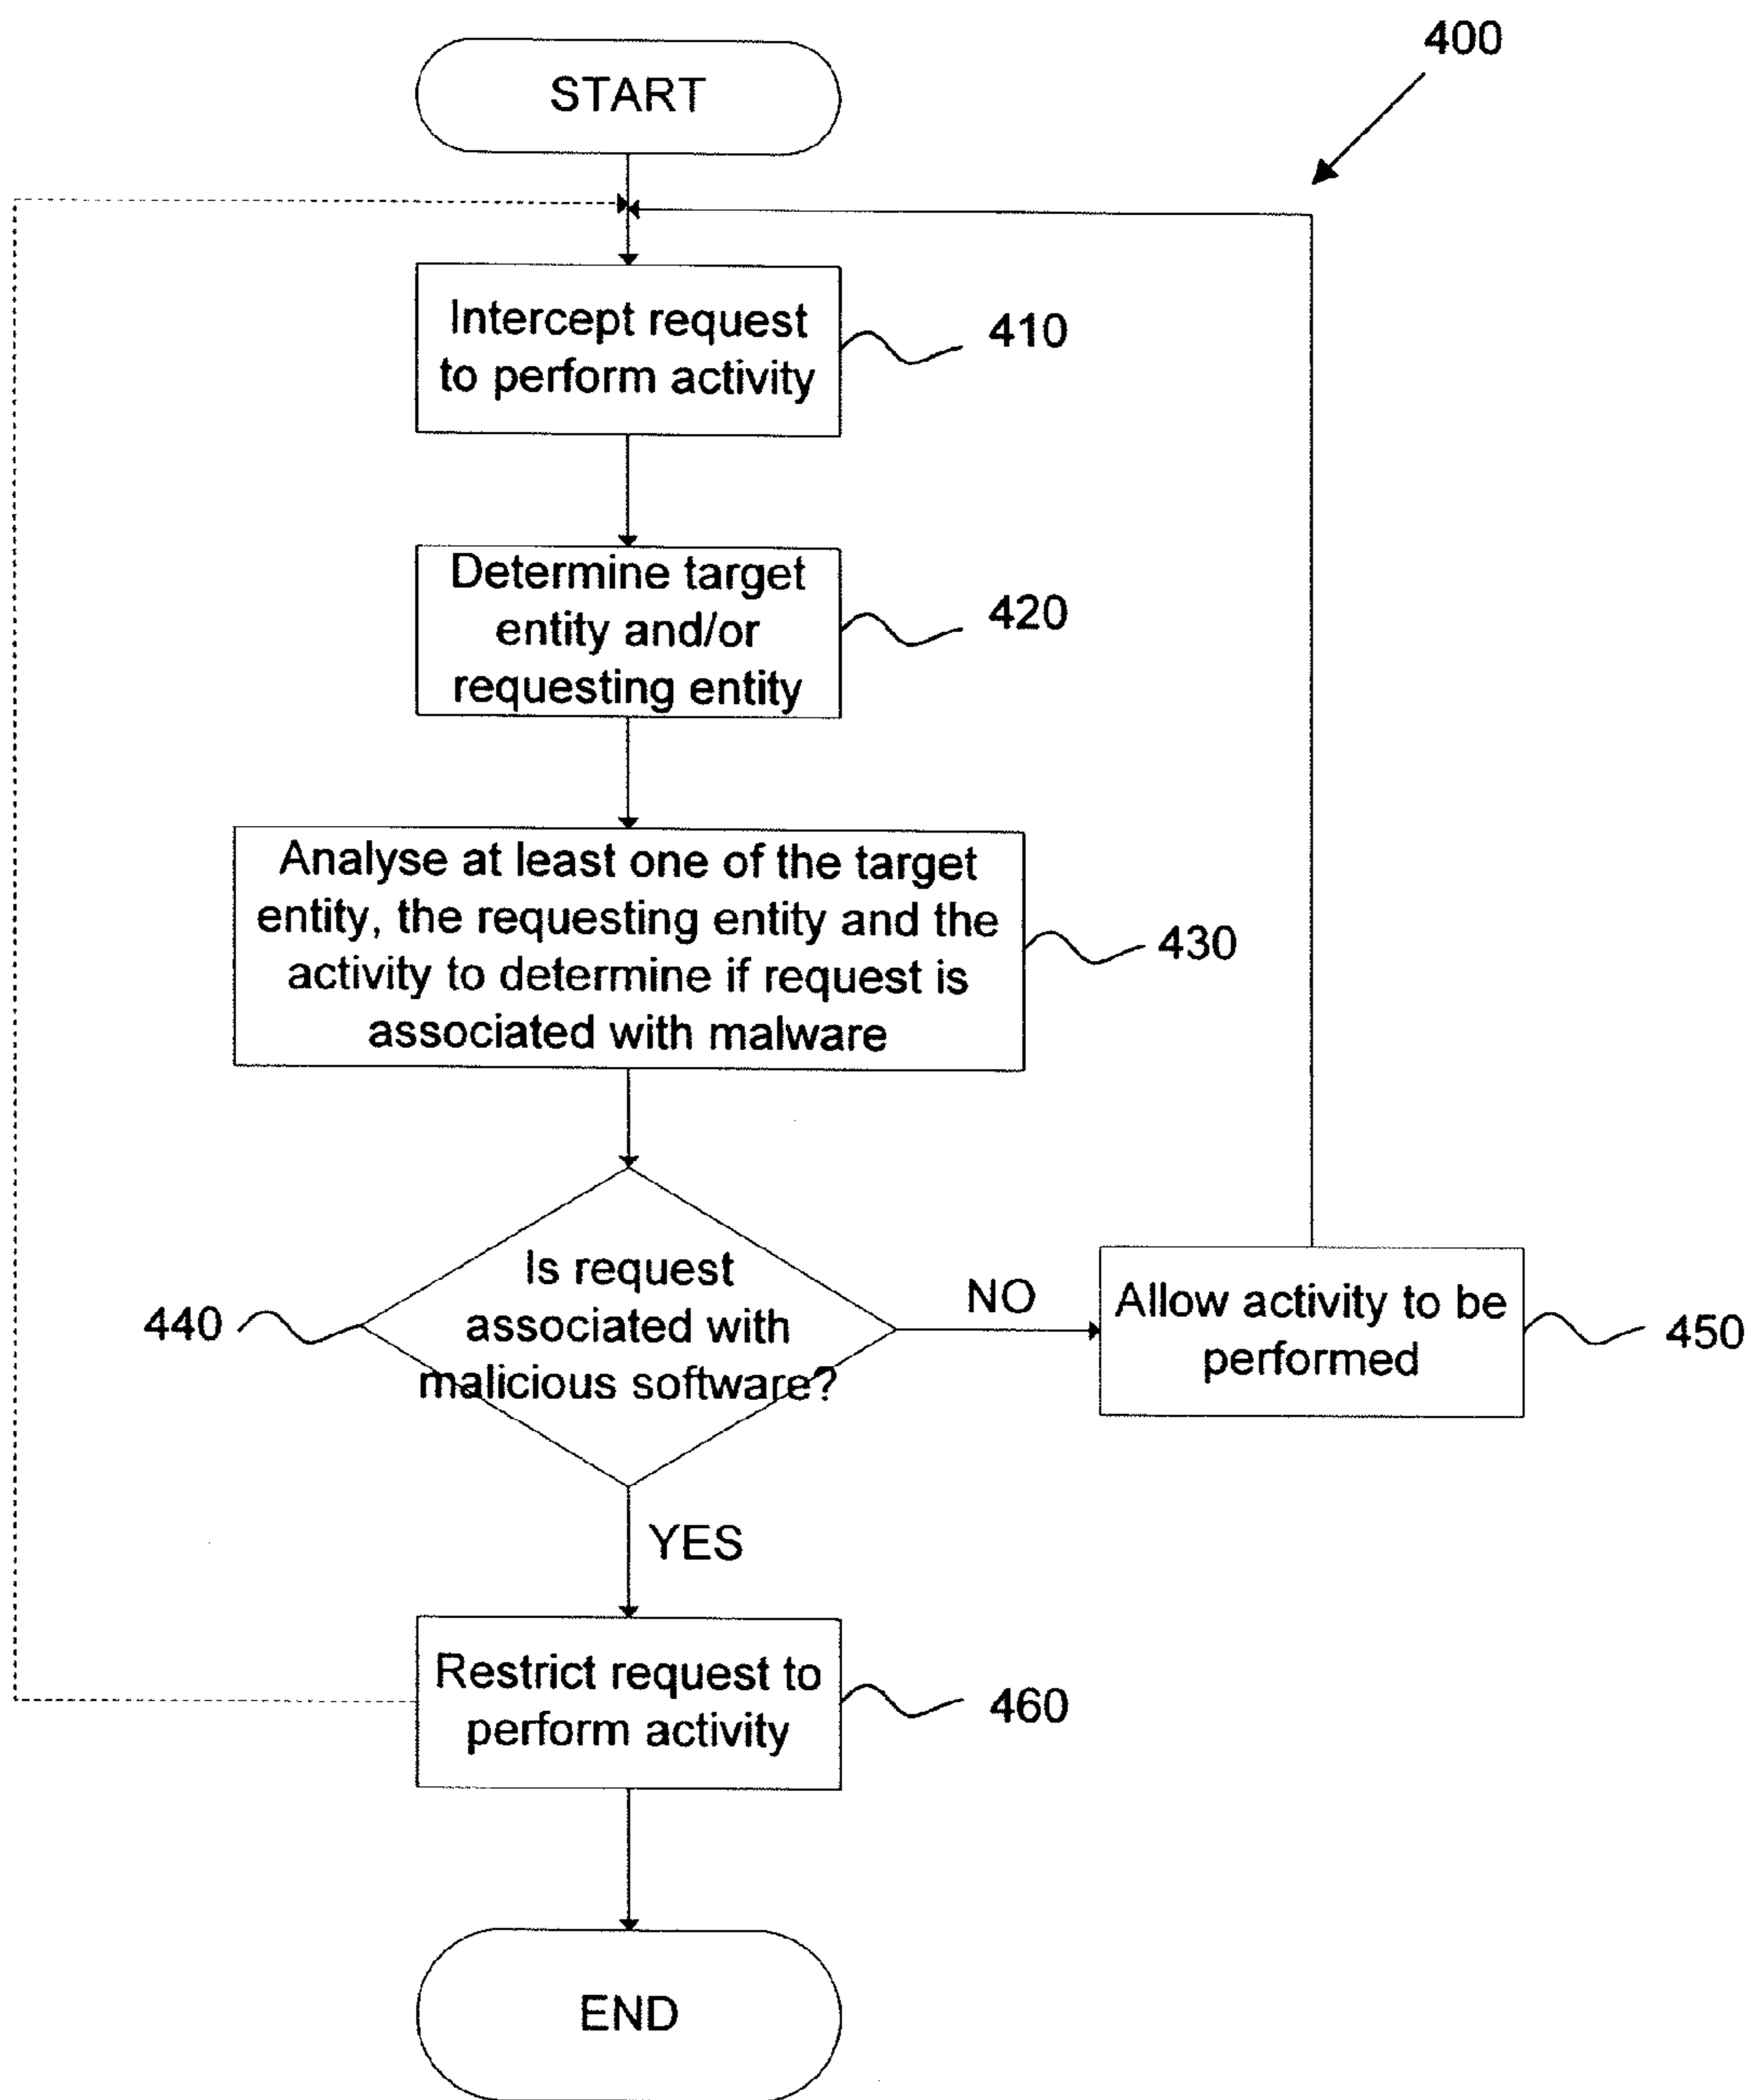 400
START
Intercept request
to perform activity
410
Determine target
entity and/or
requesting entity
420
Analyse at least one of the target
entity, the requesting entity and the
activity to determine if request is
associated with malware
430
Is request
associated with
malicious software?
440
NO
Allow activity to be
performed
450
YES
Restrict request to
perform activity
460
END